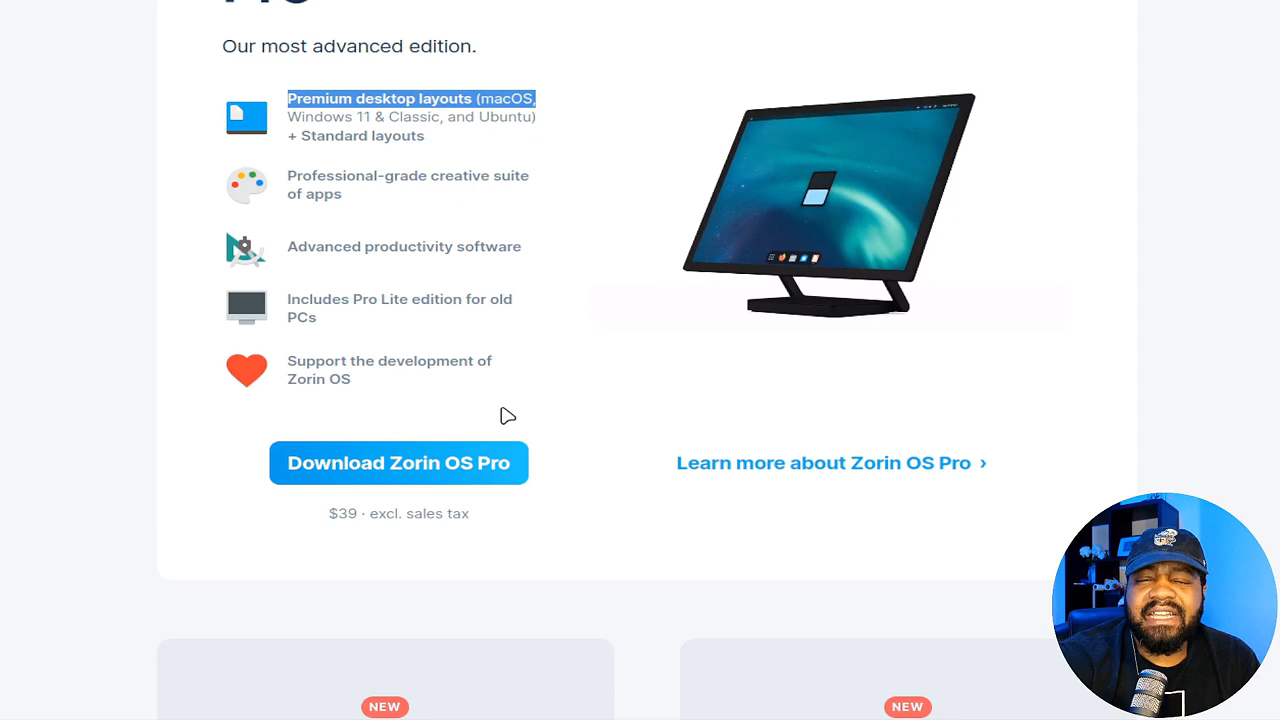 Our most advanced edition.
Premium desktop layouts (macOS,
Windows 11 & Classic, and Ubuntu)
+ Standard layouts
Professional-grade creative suite
of apps
Advanced productivity software
Includes Pro Lite edition for old
PCs
Support the development of
Zorin OS
Download Zorin OS Pro
Learn more about Zorin OS Pro ›
$39 · excl. sales tax
NEW
NEW